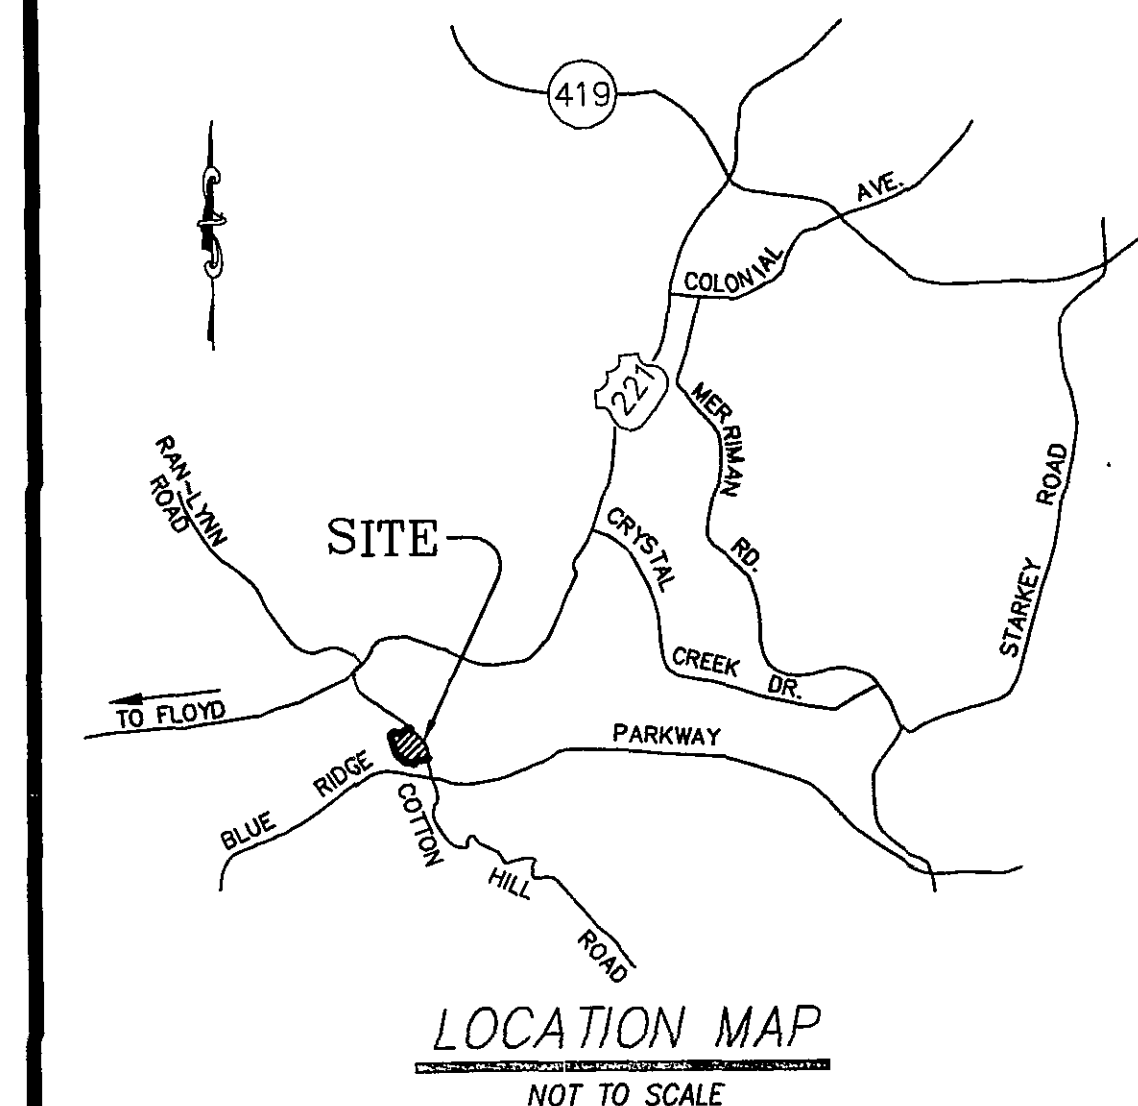 419
AVE.
COLONIAL
221
MERRIMAN
RD.
RAN-LYNN
ROAD
SITE
CRYSTAL
CREEK DR.
STARKEY ROAD
TO FLOYD
BLUE RIDGE PARKWAY
COTTON
HILL
ROAD
LOCATION MAP
NOT TO SCALE